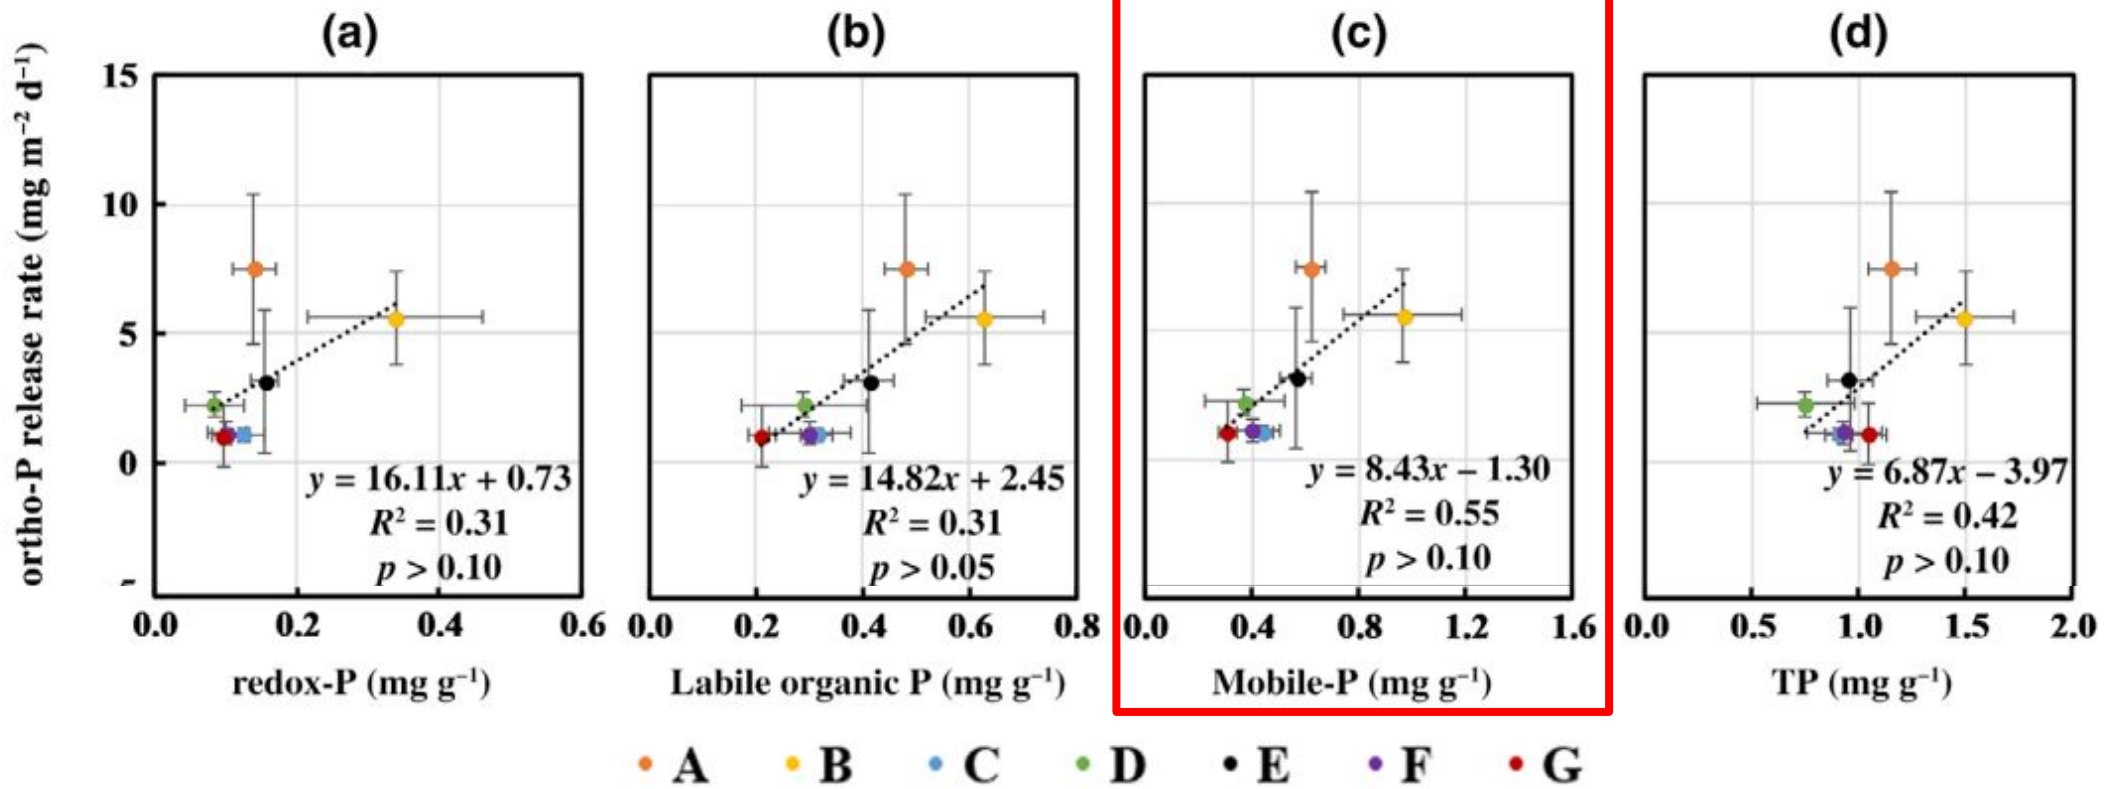 (a) (b) (c) (d)
ortho-P release rate (mg m⁻² d⁻¹)
15
10
5
0
y = 16.11x + 0.73
R² = 0.31
p > 0.10
y = 14.82x + 2.45
R² = 0.31
p > 0.05
y = 8.43x − 1.30
R² = 0.55
p > 0.10
y = 6.87x − 3.97
R² = 0.42
p > 0.10
0.0 0.2 0.4 0.6
0.0 0.2 0.4 0.6 0.8
0.0 0.4 0.8 1.2 1.6
0.0 0.5 1.0 1.5 2.0
redox-P (mg g⁻¹)
Labile organic P (mg g⁻¹)
Mobile-P (mg g⁻¹)
TP (mg g⁻¹)
A B C D E F G